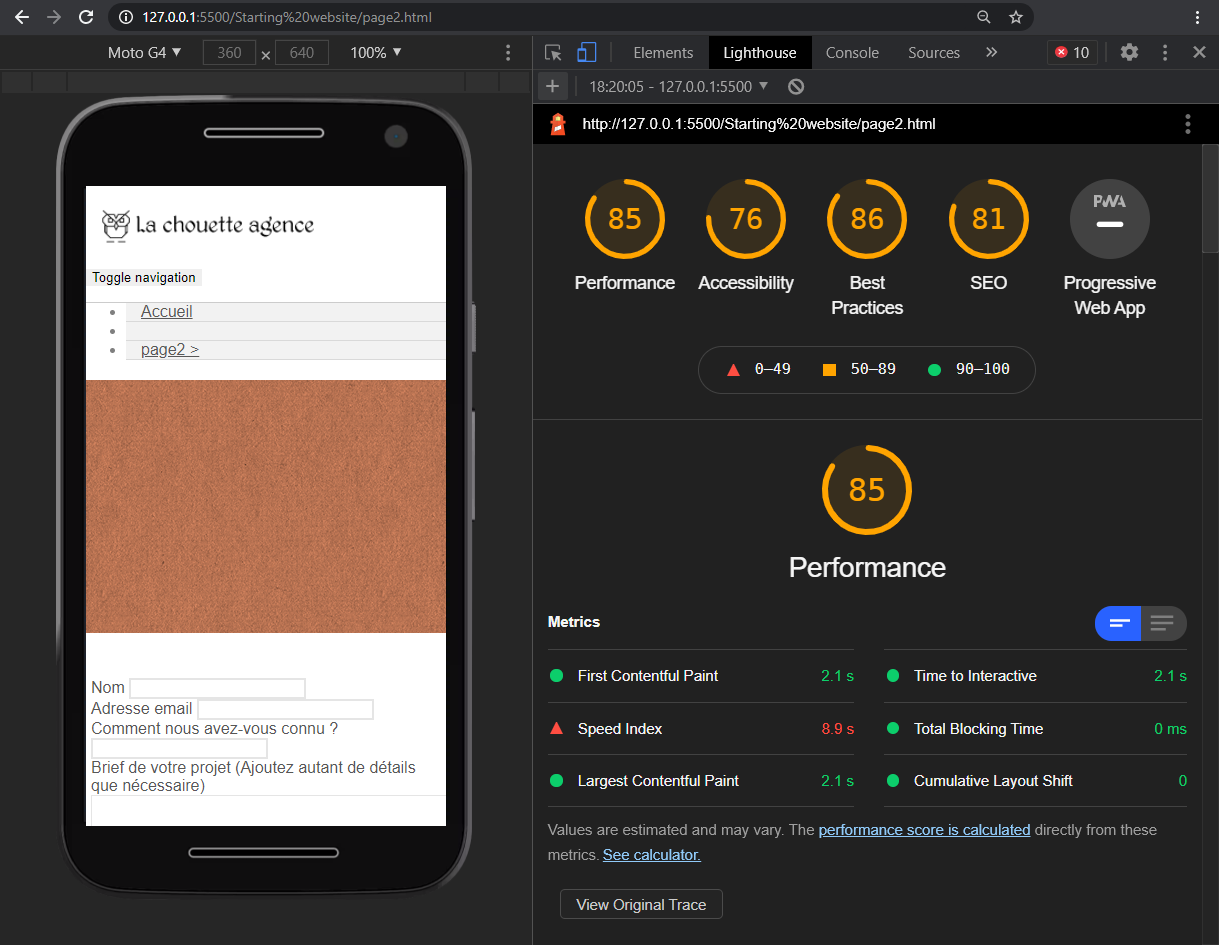 127.0.0.1:5500/Starting%20website/page2.html
Moto G4 ▼ 360 × 640 100% ▼
Elements Lighthouse Console Sources » 10
+ 18:20:05 - 127.0.0.1:5500 ▼
http://127.0.0.1:5500/Starting%20website/page2.html
La chouette agence
Toggle navigation
Accueil
page2 >
Nom
Adresse email
Comment nous avez-vous connu ?
Brief de votre projet (Ajoutez autant de détails
que nécessaire)
85 76 86 81 PWA
Performance Accessibility Best Practices SEO Progressive Web App
0–49 50–89 90–100
85
Performance
Metrics
First Contentful Paint 2.1 s Time to Interactive 2.1 s
Speed Index 8.9 s Total Blocking Time 0 ms
Largest Contentful Paint 2.1 s Cumulative Layout Shift 0
Values are estimated and may vary. The performance score is calculated directly from these
metrics. See calculator.
View Original Trace